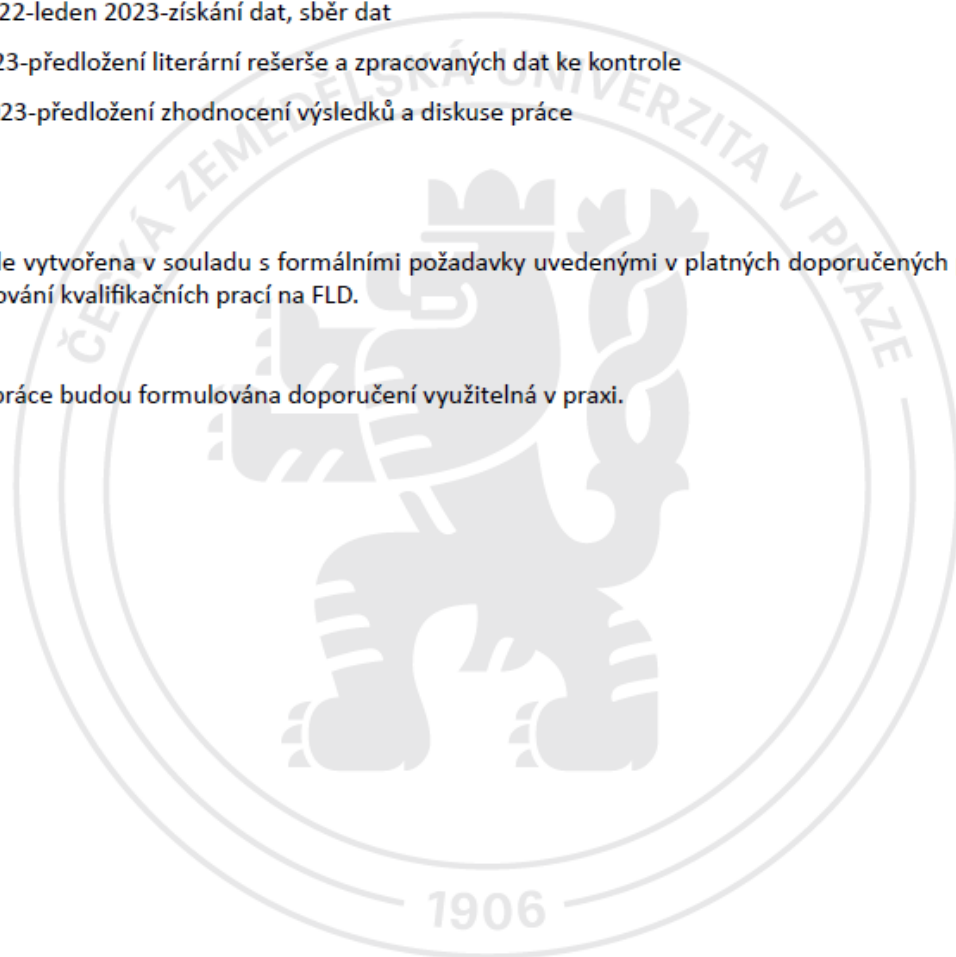 22-leden 2023-získání dat, sběr dat
23-předložení literární rešerše a zpracovaných dat ke kontrole
23-předložení zhodnocení výsledků a diskuse práce
de vytvořena v souladu s formálními požadavky uvedenými v platných doporučených
ování kvalifikačních prací na FLD.
práce budou formulována doporučení využitelná v praxi.
ČESKÁ ZEMĚDĚLSKÁ UNIVERZITA V PRAZE
1906